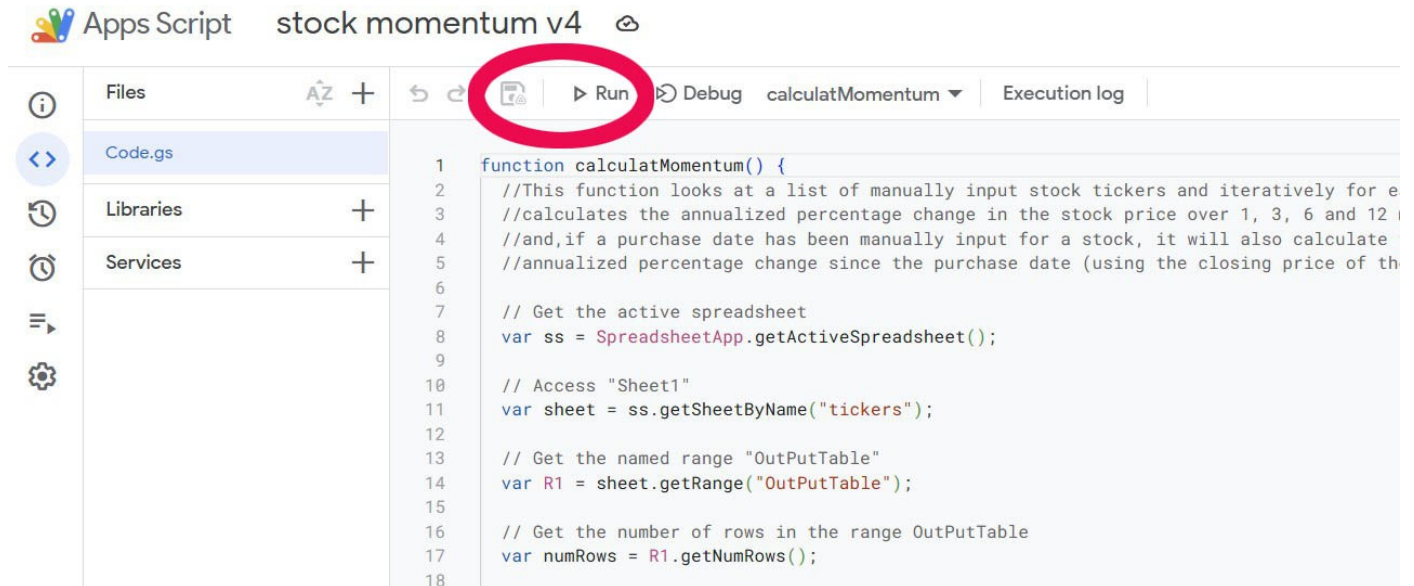 Apps Script stock momentum v4
Files AZ Run Debug calculatMomentum Execution log
Code.gs
Libraries
Services
1 function calculatMomentum() {
2 //This function looks at a list of manually input stock tickers and iteratively for e
3 //calculates the annualized percentage change in the stock price over 1, 3, 6 and 12
4 //and,if a purchase date has been manually input for a stock, it will also calculate
5 //annualized percentage change since the purchase date (using the closing price of th
6
7 // Get the active spreadsheet
8 var ss = SpreadsheetApp.getActiveSpreadsheet();
9
10 // Access "Sheet1"
11 var sheet = ss.getSheetByName("tickers");
12
13 // Get the named range "OutPutTable"
14 var R1 = sheet.getRange("OutPutTable");
15
16 // Get the number of rows in the range OutPutTable
17 var numRows = R1.getNumRows();
18